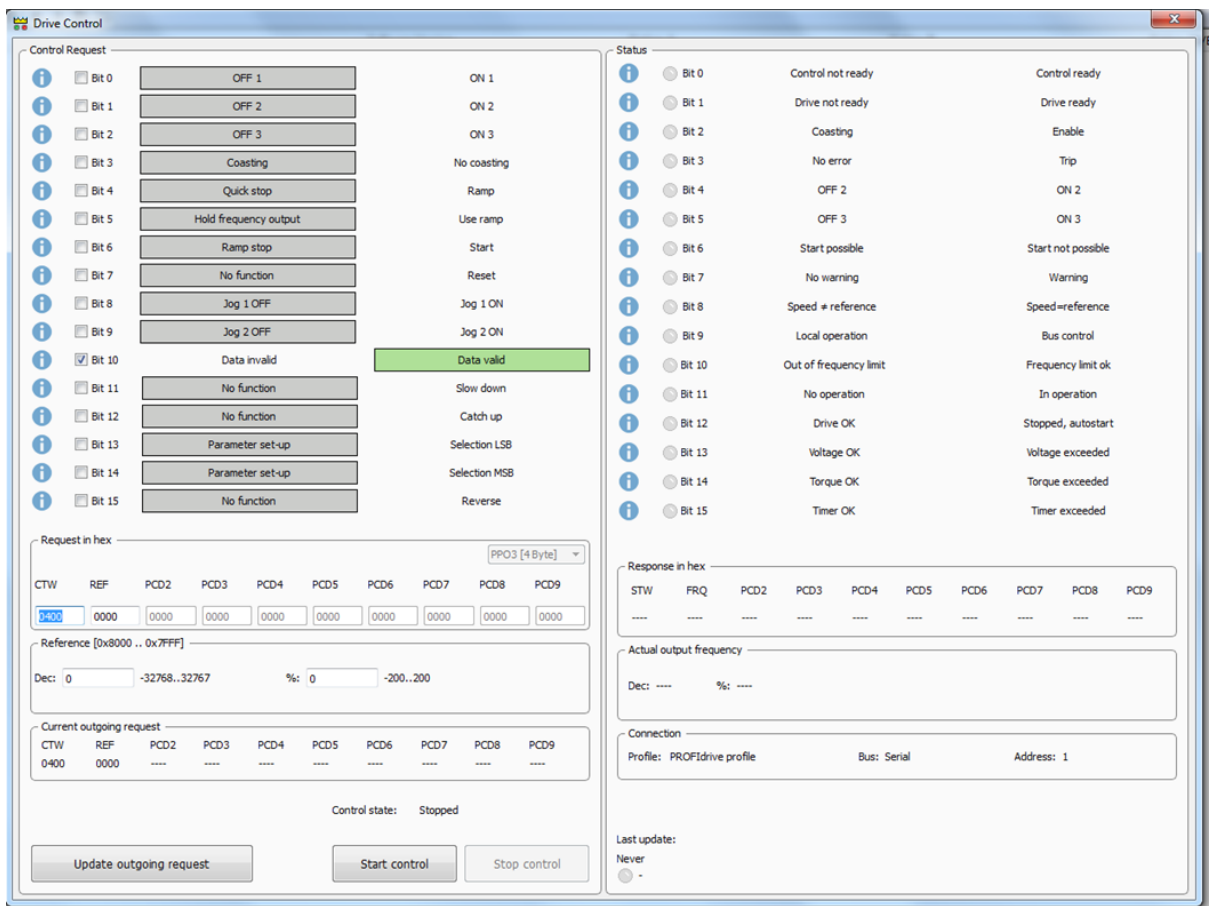 Drive Control
Control Request
Bit 0 OFF 1 ON 1
Bit 1 OFF 2 ON 2
Bit 2 OFF 3 ON 3
Bit 3 Coasting No coasting
Bit 4 Quick stop Ramp
Bit 5 Hold frequency output Use ramp
Bit 6 Ramp stop Start
Bit 7 No function Reset
Bit 8 Jog 1 OFF Jog 1 ON
Bit 9 Jog 2 OFF Jog 2 ON
Bit 10 Data invalid Data valid
Bit 11 No function Slow down
Bit 12 No function Catch up
Bit 13 Parameter set-up Selection LSB
Bit 14 Parameter set-up Selection MSB
Bit 15 No function Reverse
Request in hex
PPO3 [4 Byte]
CTW REF PCD2 PCD3 PCD4 PCD5 PCD6 PCD7 PCD8 PCD9
0400 0000 0000 0000 0000 0000 0000 0000 0000 0000
Reference [0x8000 .. 0x7FFF]
Dec: 0 -32768..32767 %: 0 -200..200
Current outgoing request
CTW REF PCD2 PCD3 PCD4 PCD5 PCD6 PCD7 PCD8 PCD9
0400 0000 ---- ---- ---- ---- ---- ---- ---- ----
Control state: Stopped
Update outgoing request Start control Stop control
Status
Bit 0 Control not ready Control ready
Bit 1 Drive not ready Drive ready
Bit 2 Coasting Enable
Bit 3 No error Trip
Bit 4 OFF 2 ON 2
Bit 5 OFF 3 ON 3
Bit 6 Start possible Start not possible
Bit 7 No warning Warning
Bit 8 Speed ≠ reference Speed=reference
Bit 9 Local operation Bus control
Bit 10 Out of frequency limit Frequency limit ok
Bit 11 No operation In operation
Bit 12 Drive OK Stopped, autostart
Bit 13 Voltage OK Voltage exceeded
Bit 14 Torque OK Torque exceeded
Bit 15 Timer OK Timer exceeded
Response in hex
STW FRQ PCD2 PCD3 PCD4 PCD5 PCD6 PCD7 PCD8 PCD9
---- ---- ---- ---- ---- ---- ---- ---- ---- ----
Actual output frequency
Dec: ---- %: ----
Connection
Profile: PROFIdrive profile Bus: Serial Address: 1
Last update:
Never
-